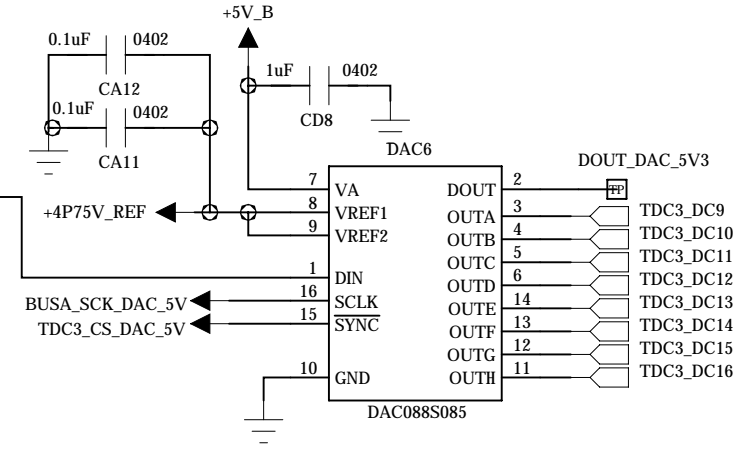 +5V_B
0.1uF 0402
CA12
0.1uF 0402
CA11
1uF 0402
CD8
DAC6
DOUT_DAC_5V3
7 VA DOUT 2 TP
+4P75V_REF 8 VREF1 OUTA 3 TDC3_DC9
9 VREF2 OUTB 4 TDC3_DC10
OUTC 5 TDC3_DC11
1 DIN OUTD 6 TDC3_DC12
BUSA_SCK_DAC_5V 16 SCLK OUTE 14 TDC3_DC13
TDC3_CS_DAC_5V 15 SYNC OUTF 13 TDC3_DC14
OUTG 12 TDC3_DC15
10 GND OUTH 11 TDC3_DC16
DAC088S085